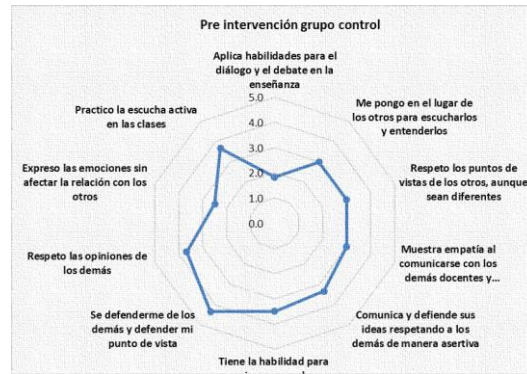 Pre intervención grupo control
Aplica habilidades para el
diálogo y el debate en la
enseñanza
Me pongo en el lugar de
los otros para escucharlos
y entenderlos
Respeto los puntos de
vistas de los otros, aunque
sean diferentes
Muestra empatía al
comunicarse con los
demás docentes y...
Comunica y defiende sus
ideas respetando a los
demás de manera asertiva
Tiene la habilidad para
Se defenderme de los
demás y defender mi
punto de vista
Respeto las opiniones de
los demás
Expreso las emociones sin
afectar la relación con los
otros
Practico la escucha activa
en las clases
5.0
4.0
3.0
2.0
1.0
0.0